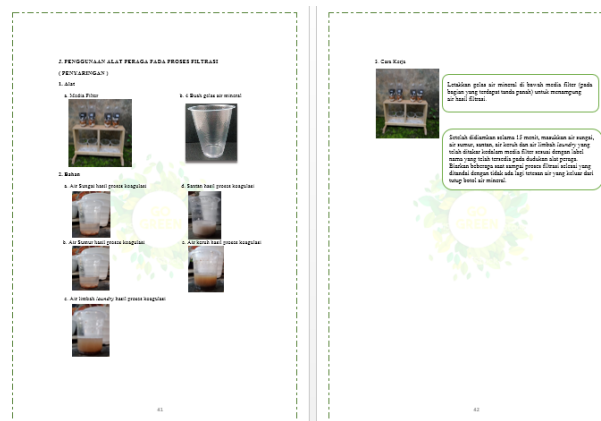 5. PENGGUNAAN ALAT PERAGA PADA PROSES FILTRASI
( PENYARINGAN )
1. Alat
a. Media Filter
b. 6 Buah gelas air mineral
2. Bahan
a. Air Sungai hasil proses koagulasi
d. Santan hasil proses koagulasi
b. Air Sumur hasil proses koagulasi
e. Air keruh hasil proses koagulasi
c. Air limbah laundry hasil proses koagulasi
61
3. Cara Kerja
Letakkan gelas air mineral di bawah media filter (pada
bagian yang terdapat tanda panah) untuk menampung
air hasil filtrasi.
Setelah didiamkan selama 15 menit, masukkan air sungai,
air sumur, santan, air keruh dan air limbah laundry yang
telah ditakar kedalam media filter sesuai dengan label
nama yang telah tersedia pada dudukan alat peraga.
Biarkan beberapa saat sampai proses filtrasi selesai yang
ditandai dengan tidak ada lagi tetesan air yang keluar dari
tutup botol air mineral.
62